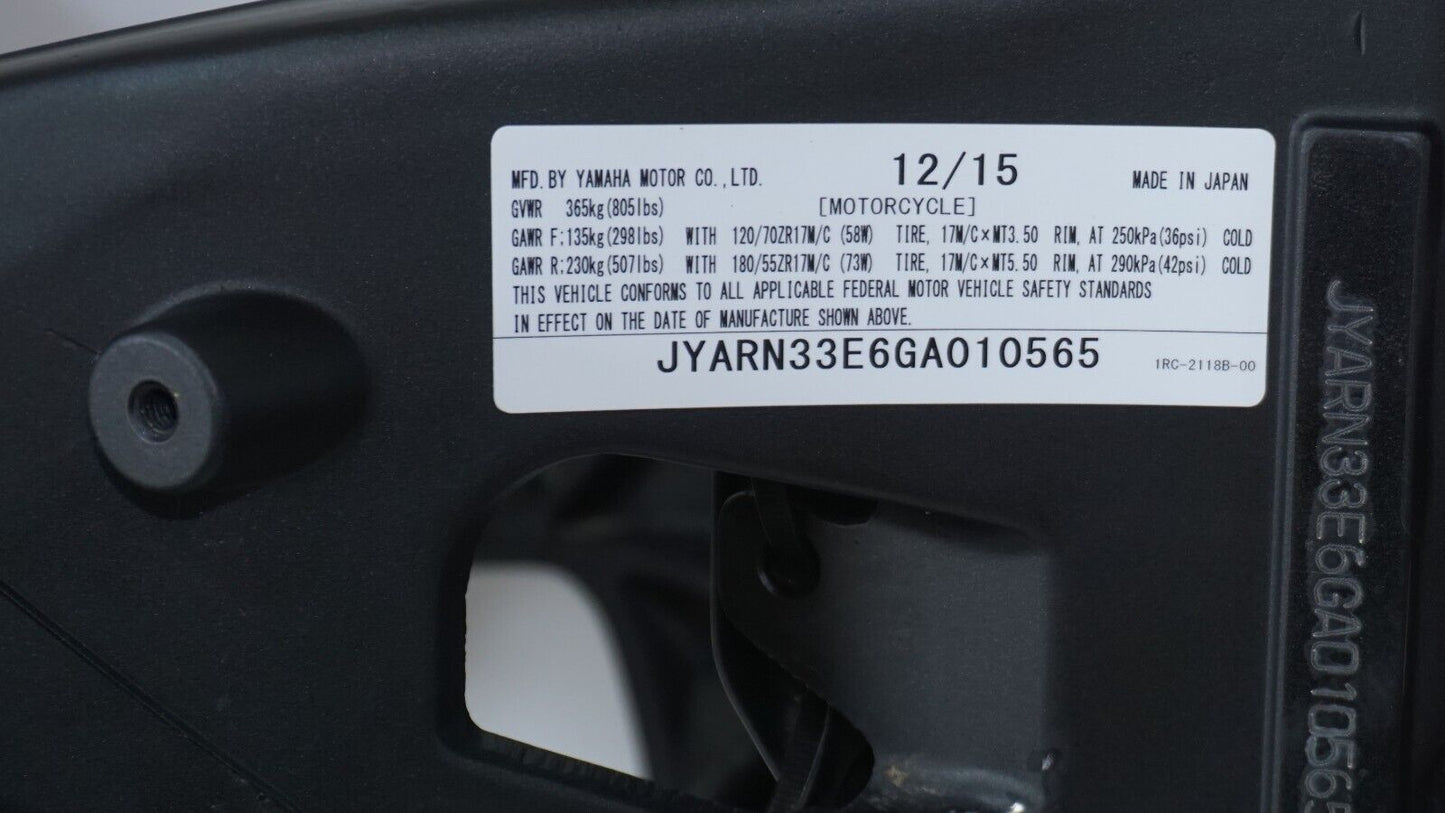 MFD. BY YAMAHA MOTOR CO.,LTD. 12/15 MADE IN JAPAN
GVWR 365kg(805lbs) [MOTORCYCLE]
GAWR F:135kg(298lbs) WITH 120/70ZR17M/C (58W) TIRE, 17M/C×MT3.50 RIM, AT 250kPa(36psi) COLD
GAWR R:230kg(507lbs) WITH 180/55ZR17M/C (73W) TIRE, 17M/C×MT5.50 RIM, AT 290kPa(42psi) COLD
THIS VEHICLE CONFORMS TO ALL APPLICABLE FEDERAL MOTOR VEHICLE SAFETY STANDARDS
IN EFFECT ON THE DATE OF MANUFACTURE SHOWN ABOVE.
JYARN33E6GA010565 1RC-2118B-00
JYARN33E6GA010565